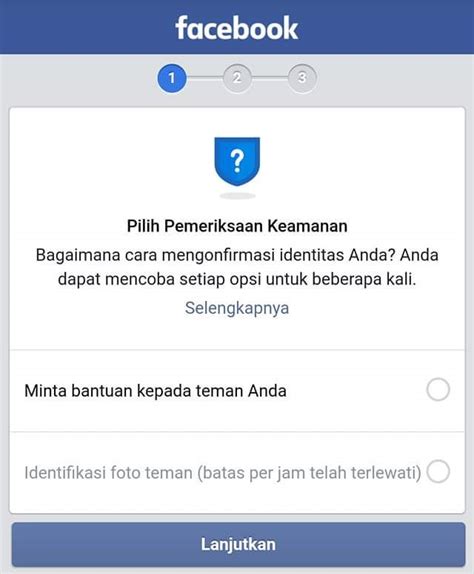 facebook
1 2 3
?
Pilih Pemeriksaan Keamanan
Bagaimana cara mengonfirmasi identitas Anda? Anda
dapat mencoba setiap opsi untuk beberapa kali.
Selengkapnya
Minta bantuan kepada teman Anda
Identifikasi foto teman (batas per jam telah terlewati)
Lanjutkan